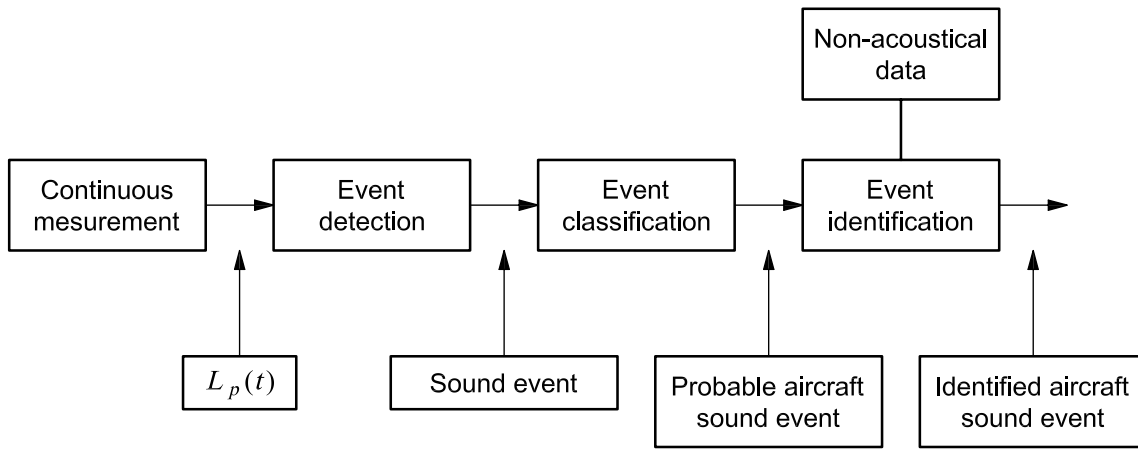 Non-acoustical
data
Continuous
mesurement
Event
detection
Event
classification
Event
identification
L_p(t)
Sound event
Probable aircraft
sound event
Identified aircraft
sound event